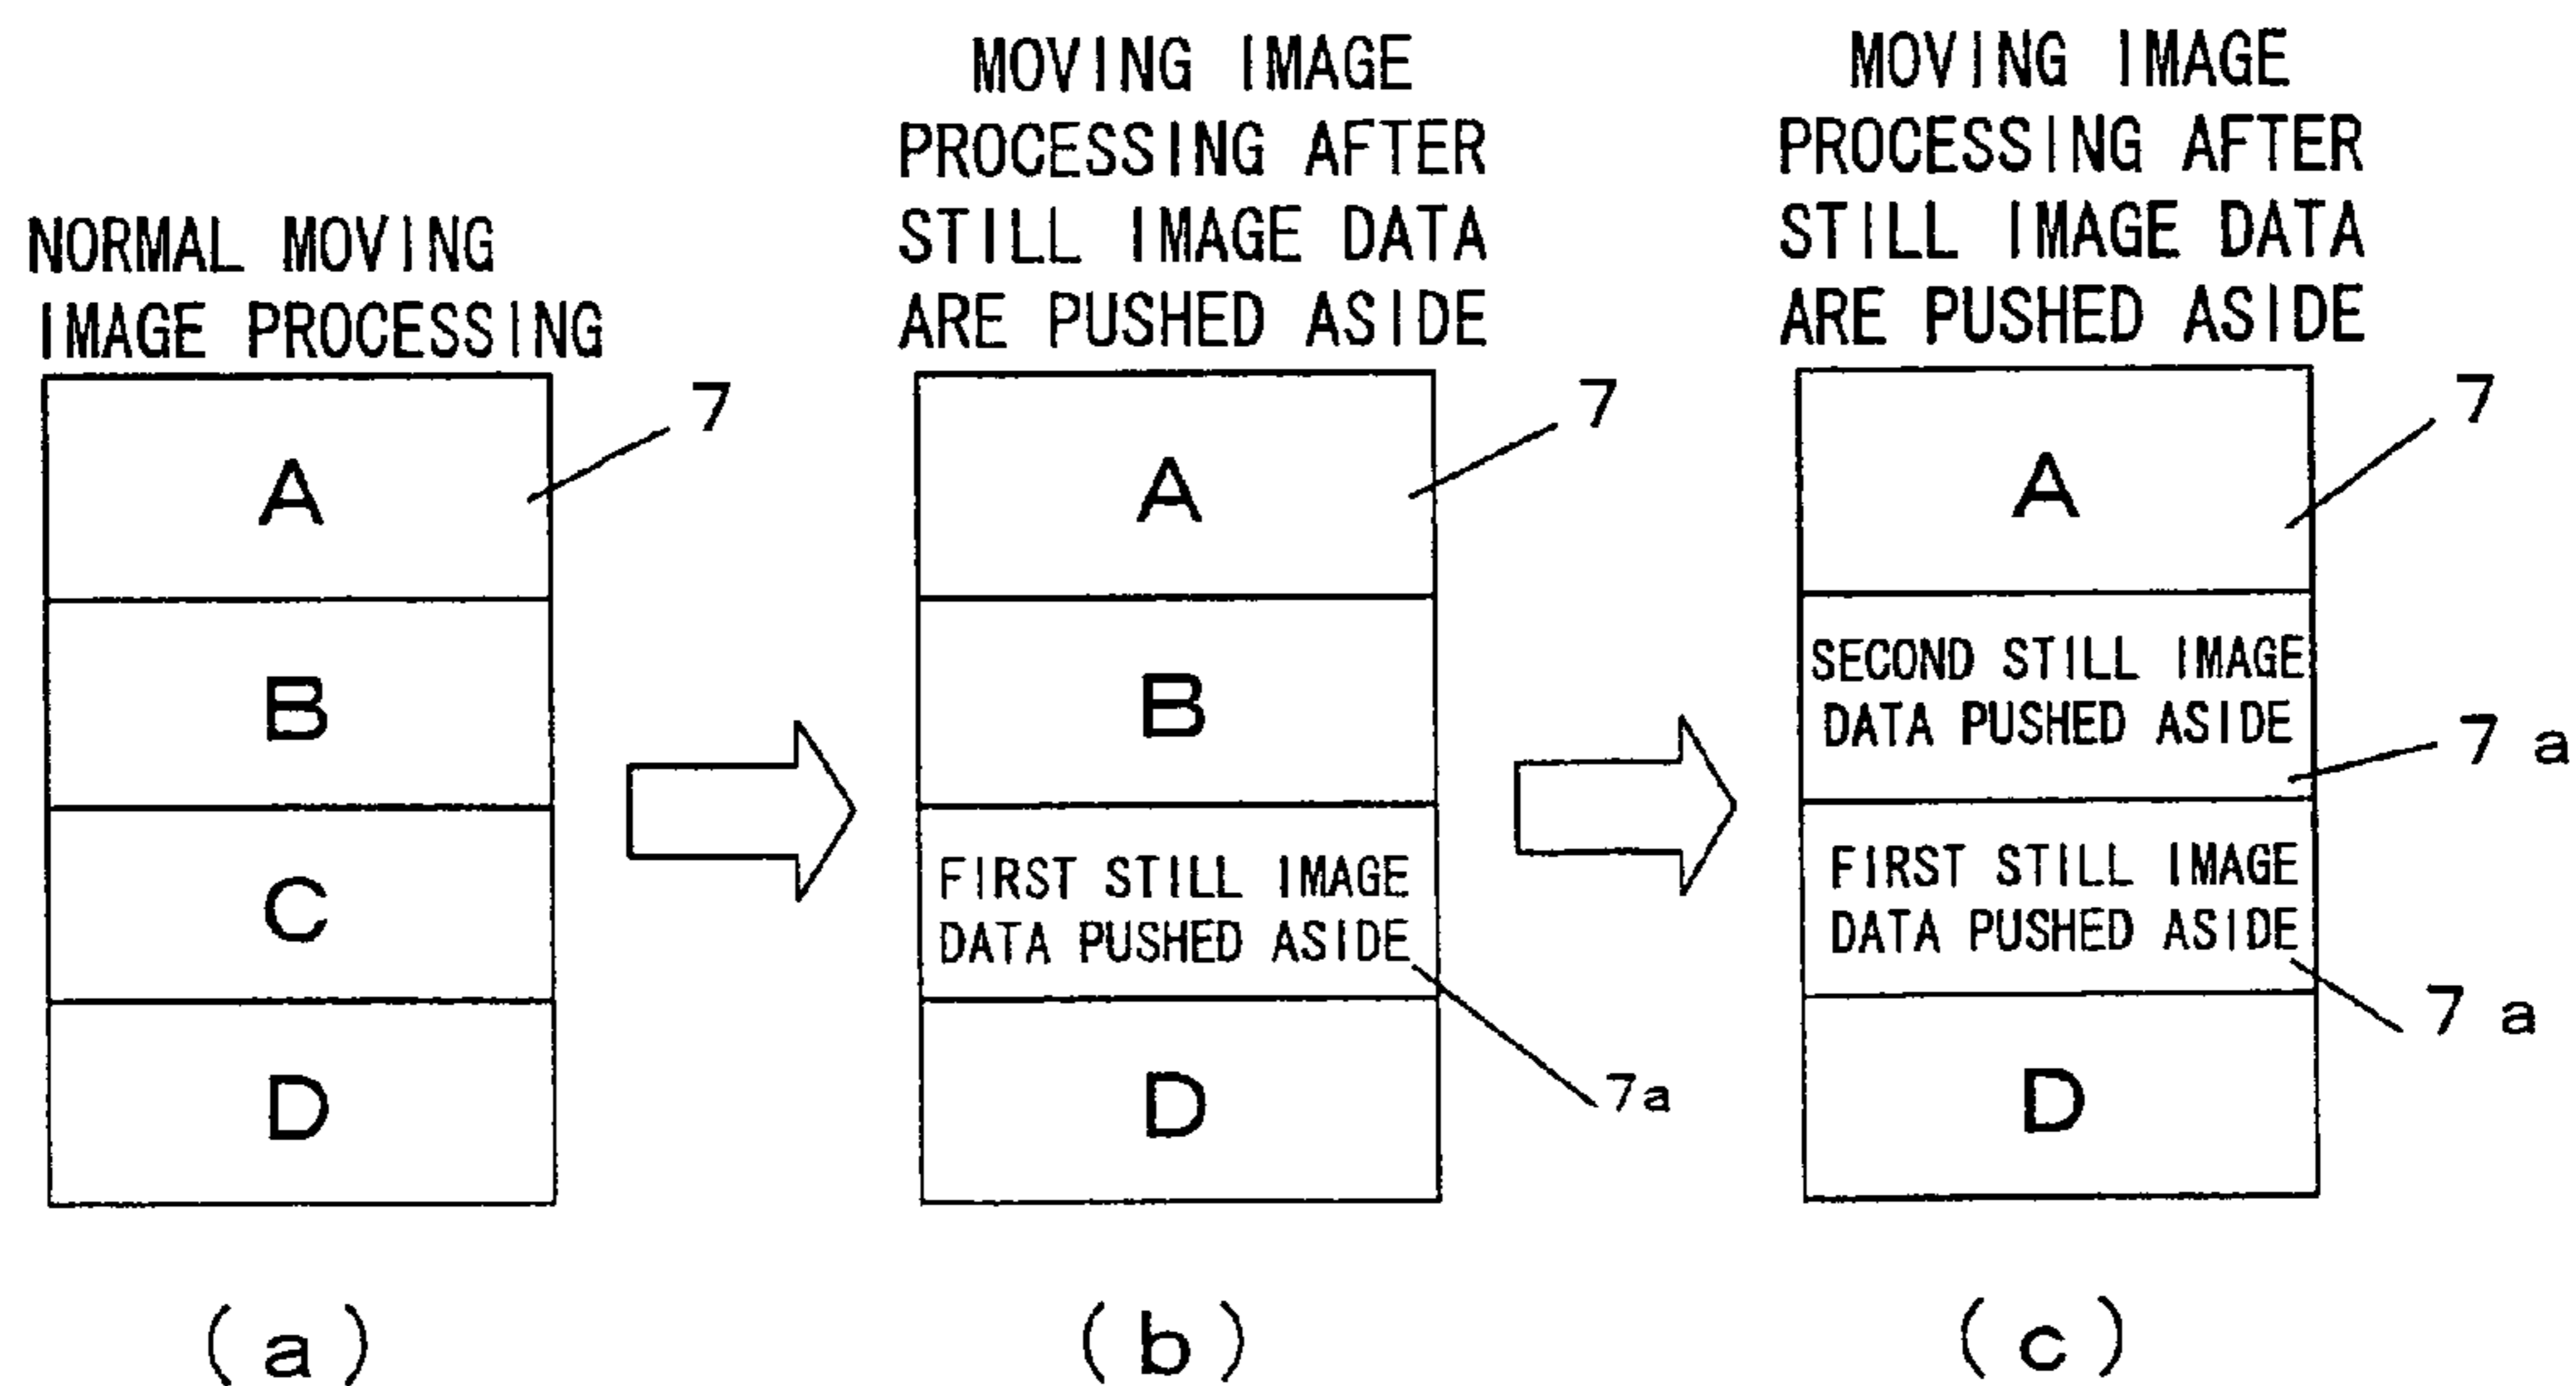 NORMAL MOVING
IMAGE PROCESSING
7
A
B
C
D
(a)
MOVING IMAGE
PROCESSING AFTER
STILL IMAGE DATA
ARE PUSHED ASIDE
7
A
B
FIRST STILL IMAGE
DATA PUSHED ASIDE
7a
D
(b)
MOVING IMAGE
PROCESSING AFTER
STILL IMAGE DATA
ARE PUSHED ASIDE
7
A
SECOND STILL IMAGE
DATA PUSHED ASIDE
7a
FIRST STILL IMAGE
DATA PUSHED ASIDE
7a
D
(c)